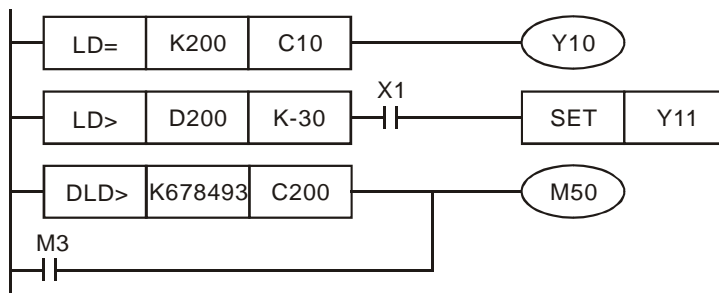 LD= K200 C10 Y10
X1
LD> D200 K-30 SET Y11
DLD> K678493 C200 M50
M3